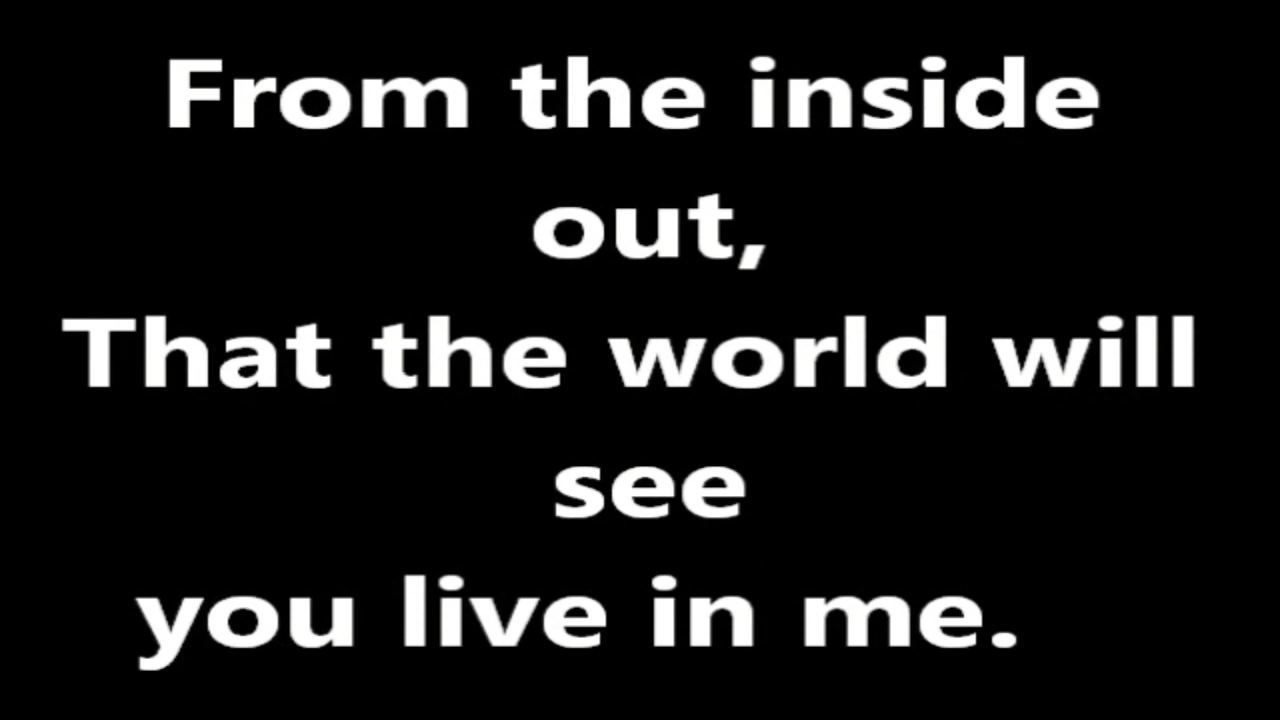 From the inside
out,
That the world will
see
you live in me.